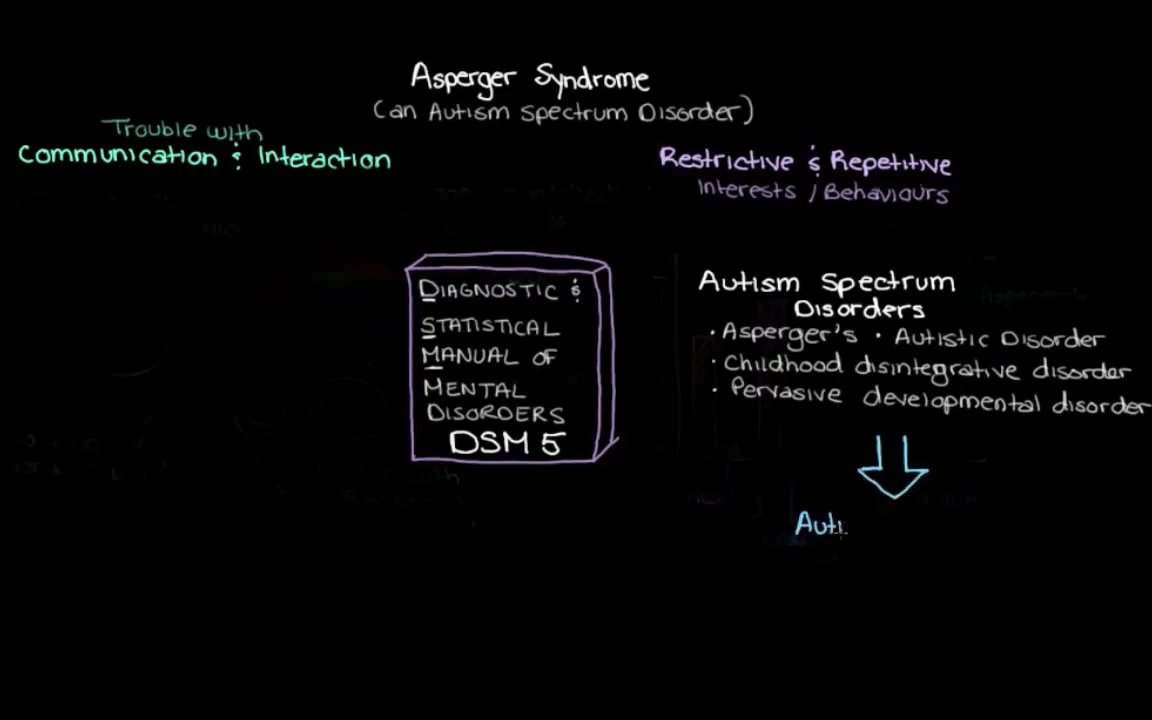 Asperger Syndrome
(an Autism Spectrum Disorder)
Trouble with
Communication & Interaction
Restrictive & Repetitive
Interests / Behaviours
DIAGNOSTIC &
STATISTICAL
MANUAL OF
MENTAL
DISORDERS
DSM 5
Autism Spectrum
Disorders
· Asperger's · Autistic Disorder
· Childhood disintegrative disorder
· Pervasive developmental disorder
Auti